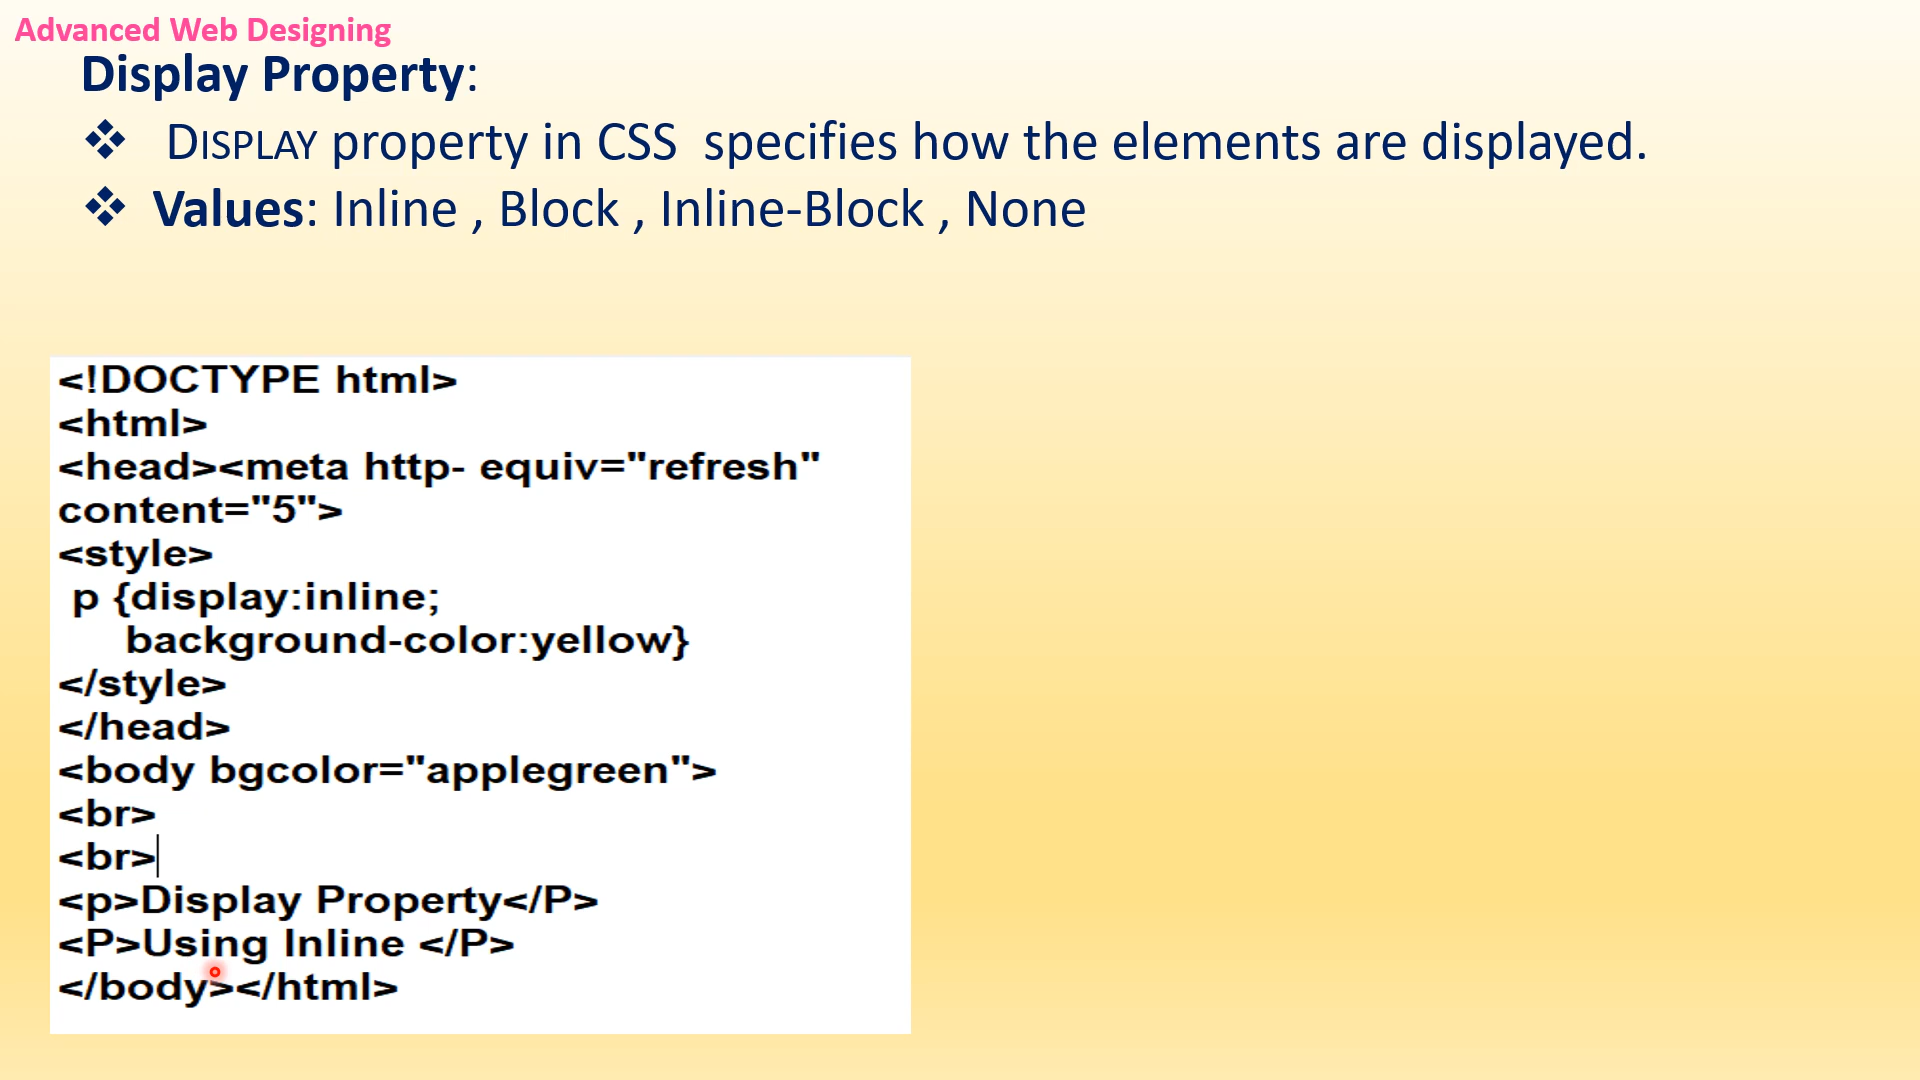 Advanced Web Designing
Display Property:
❖ DISPLAY property in CSS specifies how the elements are displayed.
❖ Values: Inline , Block , Inline-Block , None
<!DOCTYPE html>
<html>
<head><meta http- equiv="refresh"
content="5">
<style>
p {display:inline;
background-color:yellow}
</style>
</head>
<body bgcolor="applegreen">
<br>
<br>
<p>Display Property</P>
<P>Using Inline </P>
</body></html>